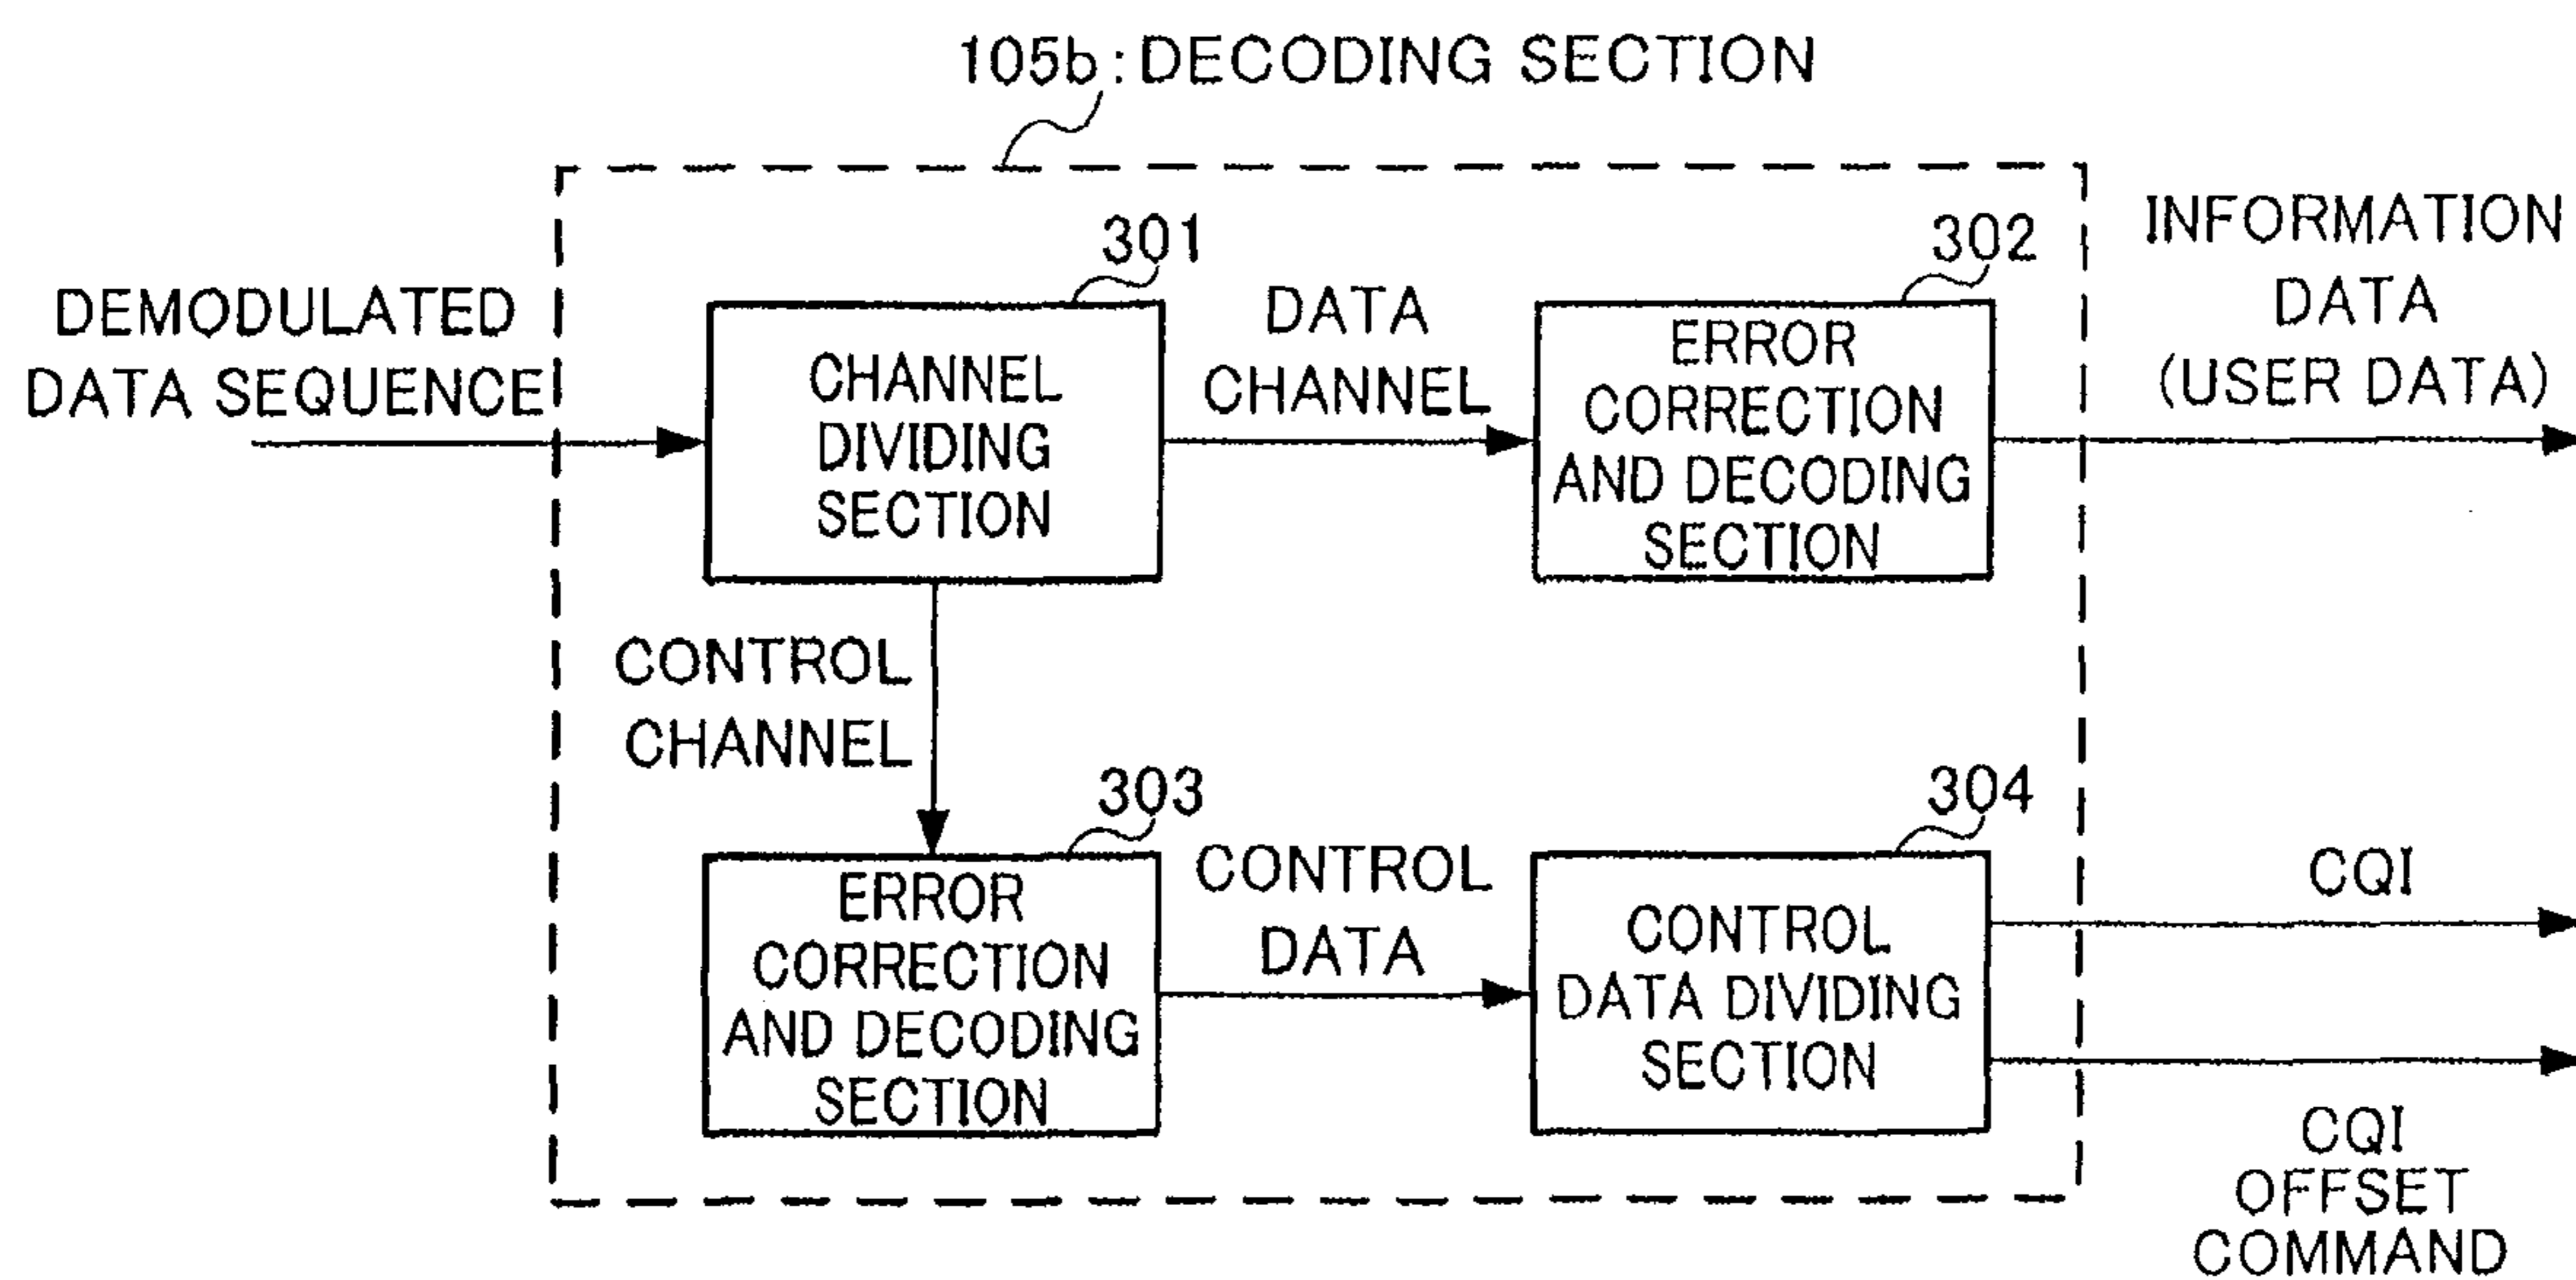 105b: DECODING SECTION
DEMODULATED
DATA SEQUENCE
301
CHANNEL
DIVIDING
SECTION
DATA
CHANNEL
302
ERROR
CORRECTION
AND DECODING
SECTION
INFORMATION
DATA
(USER DATA)
CONTROL
CHANNEL
303
ERROR
CORRECTION
AND DECODING
SECTION
CONTROL
DATA
304
CONTROL
DATA DIVIDING
SECTION
CQI
CQI
OFFSET
COMMAND